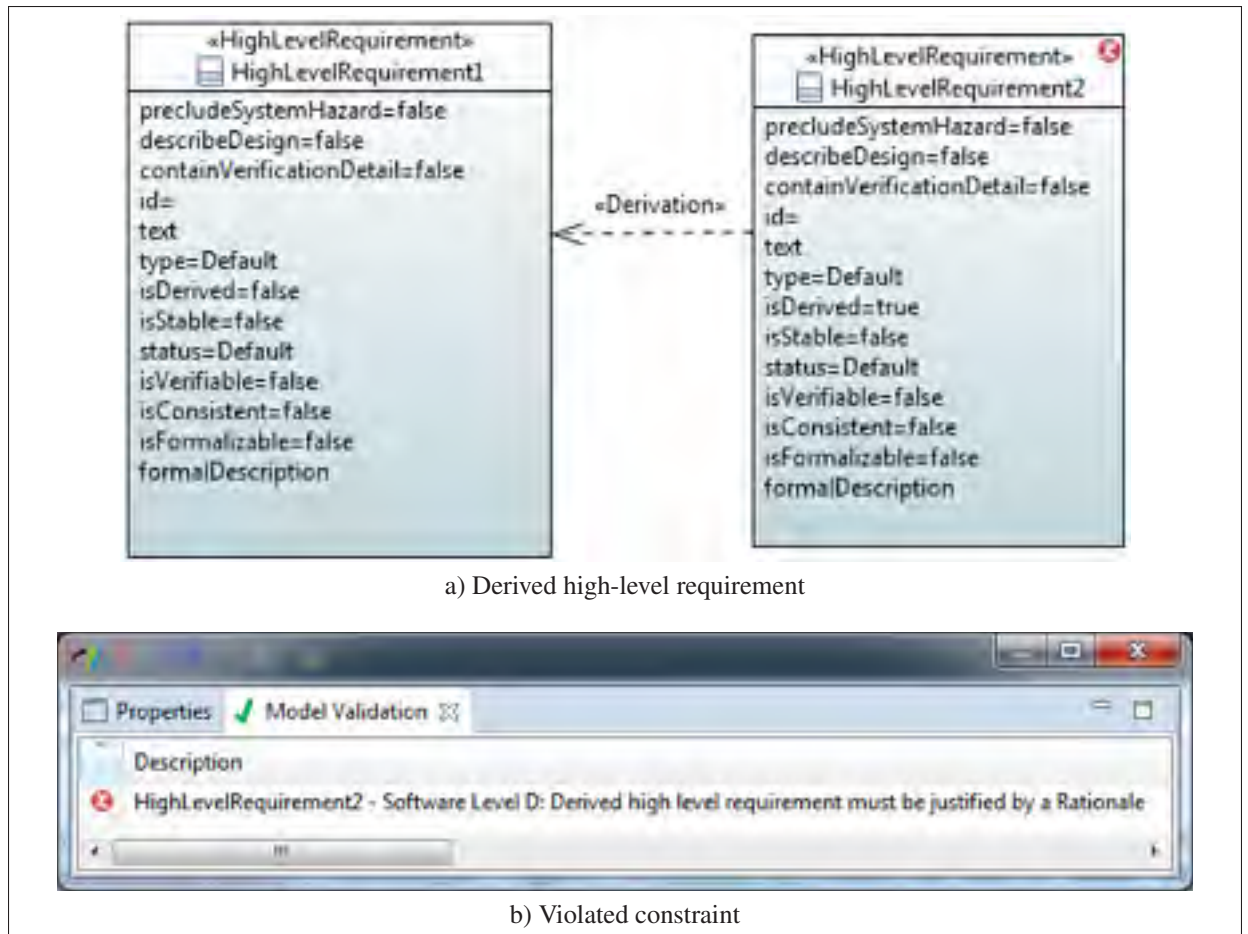 «HighLevelRequirement»
HighLevelRequirement1
precludeSystemHazard=false
describeDesign=false
containVerificationDetail=false
id=
text
type=Default
isDerived=false
isStable=false
status=Default
isVerifiable=false
isConsistent=false
isFormalizable=false
formalDescription
«Derivation»
«HighLevelRequirement»
HighLevelRequirement2
precludeSystemHazard=false
describeDesign=false
containVerificationDetail=false
id=
text
type=Default
isDerived=true
isStable=false
status=Default
isVerifiable=false
isConsistent=false
isFormalizable=false
formalDescription
a) Derived high-level requirement
Properties Model Validation
Description
HighLevelRequirement2 - Software Level D: Derived high level requirement must be justified by a Rationale
b) Violated constraint